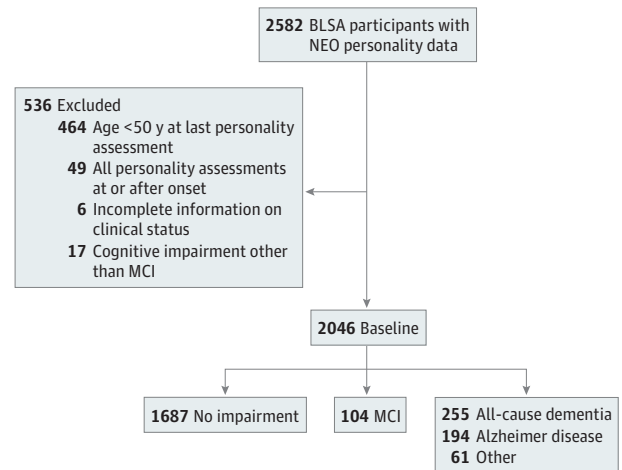 2582 BLSA participants with
NEO personality data
536 Excluded
464 Age <50 y at last personality
assessment
49 All personality assessments
at or after onset
6 Incomplete information on
clinical status
17 Cognitive impairment other
than MCI
2046 Baseline
1687 No impairment
104 MCI
255 All-cause dementia
194 Alzheimer disease
61 Other